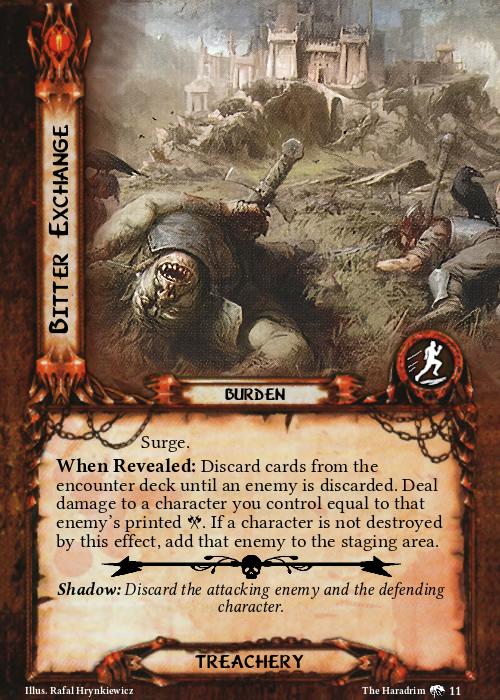 BITTER EXCHANGE
BURDEN
Surge.
When Revealed: Discard cards from the
encounter deck until an enemy is discarded. Deal
damage to a character you control equal to that
enemy's printed . If a character is not destroyed
by this effect, add that enemy to the staging area.
Shadow: Discard the attacking enemy and the defending
character.
TREACHERY
Illus. Rafal Hrynkiewicz
The Haradrim 11